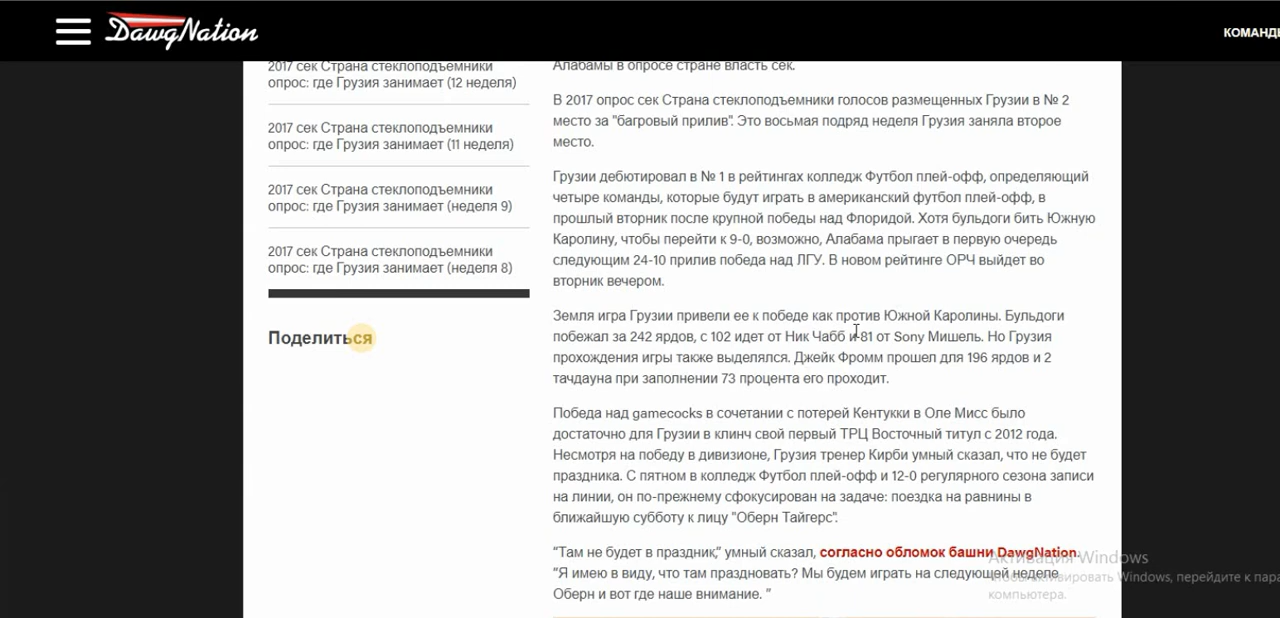 DawgNation
КОМАНДЫ
2017 сек Страна стеклоподъемники
опрос: где Грузия занимает (12 неделя)
2017 сек Страна стеклоподъемники
опрос: где Грузия занимает (11 неделя)
2017 сек Страна стеклоподъемники
опрос: где Грузия занимает (неделя 9)
2017 сек Страна стеклоподъемники
опрос: где Грузия занимает (неделя 8)
Поделиться
Алабамы в опросе стране власть сек.
В 2017 опрос сек Страна стеклоподъемники голосов размещенных Грузии в № 2
место за "багровый прилив". Это восьмая подряд неделя Грузия заняла второе
место.
Грузии дебютировал в № 1 в рейтингах колледж Футбол плей-офф, определяющий
четыре команды, которые будут играть в американский футбол плей-офф, в
прошлый вторник после крупной победы над Флоридой. Хотя бульдоги бить Южную
Каролину, чтобы перейти к 9-0, возможно, Алабама прыгает в первую очередь
следующим 24-10 прилив победа над ЛГУ. В новом рейтинге ОРЧ выйдет во
вторник вечером.
Земля игра Грузии привели ее к победе как против Южной Каролины. Бульдоги
побежал за 242 ярдов, с 102 идет от Ник Чабб и 81 от Sony Мишель. Но Грузия
прохождения игры также выделялся. Джейк Фромм прошел для 196 ярдов и 2
тачдауна при заполнении 73 процента его проходит.
Победа над gamecocks в сочетании с потерей Кентукки в Оле Мисс было
достаточно для Грузии в клинч свой первый ТРЦ Восточный титул с 2012 года.
Несмотря на победу в дивизионе, Грузия тренер Кирби умный сказал, что не будет
праздника. С пятном в колледж Футбол плей-офф и 12-0 регулярного сезона записи
на линии, он по-прежнему сфокусирован на задаче: поездка на равнины в
ближайшую субботу к лицу "Оберн Тайгерс".
“Там не будет в праздник,” умный сказал, согласно обломок башни DawgNation.
“Я имею в виду, что там праздновать? Мы будем играть на следующей неделе
Оберн и вот где наше внимание. ”
Активация Windows
Чтобы активировать Windows, перейдите к пара
компьютера.